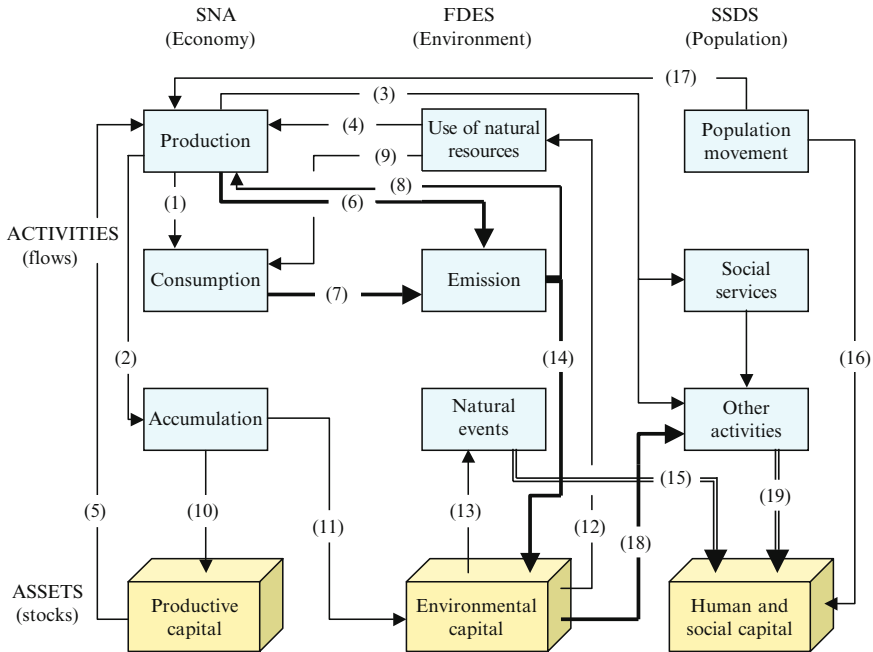 SNA
(Economy)
FDES
(Environment)
SSDS
(Population)
(17)
(3)
Production
(4)
Use of natural
resources
Population
movement
(9)
(8)
(1)
(6)
ACTIVITIES
(flows)
Consumption
(7)
Emission
Social
services
(2)
(14)
(16)
Accumulation
Natural
events
Other
activities
(15)
(5)
(10)
(11)
(13)
(12)
(18)
(19)
ASSETS
(stocks)
Productive
capital
Environmental
capital
Human and
social capital